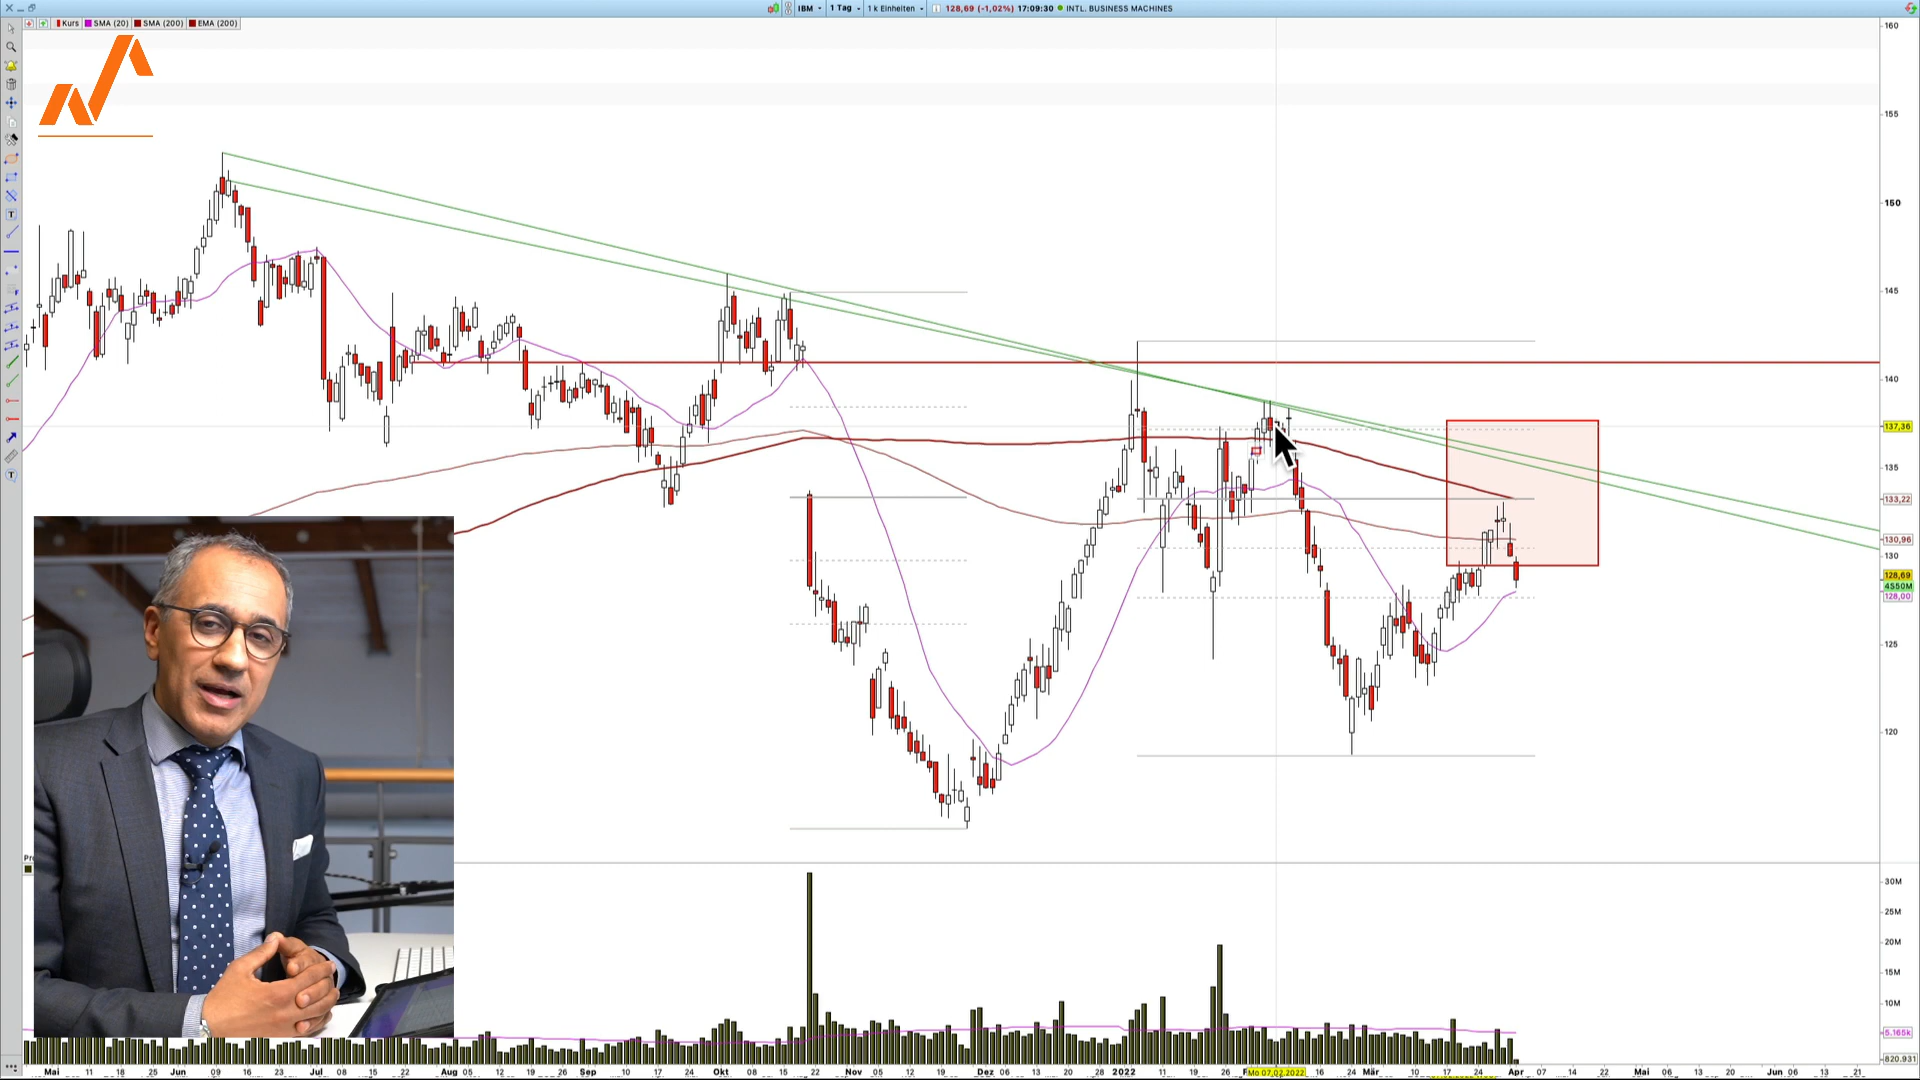 IBM 1 Tag 1 k Einheiten 128,69 (-1,02%) 17:09:30 INTL. BUSINESS MACHINES
Kurs SMA (20) SMA (200) EMA (200)
160
155
150
145
140
137,36
135
133,22
130,96
130
128,69
4S50M
128,00
125
120
30M
25M
20M
15M
10M
5.165k
820.931
Mai 11 18 25 Jun 09 16 23 Jul 08 15 22 Aug 05 12 19 Sep 10 17 24 Okt 08 15 22 Nov 05 12 19 Dez 06 13 20 28 2022 11 19 26 Mo 07.02.2022 16 24 Mär 10 17 24 Apr 07 14 22 Mai 06 13 20 Jun 06 13 21